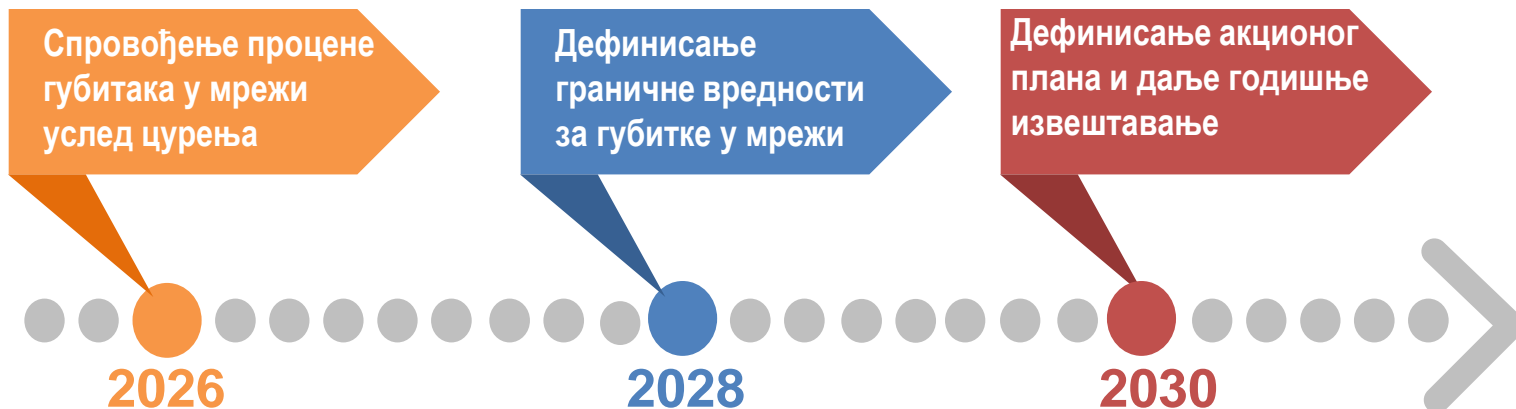 Спровођење процене
губитака у мрежи
услед цурења
Дефинисање
граничне вредности
за губитке у мрежи
Дефинисање акционог
плана и даље годишње
извештавање
2026
2028
2030